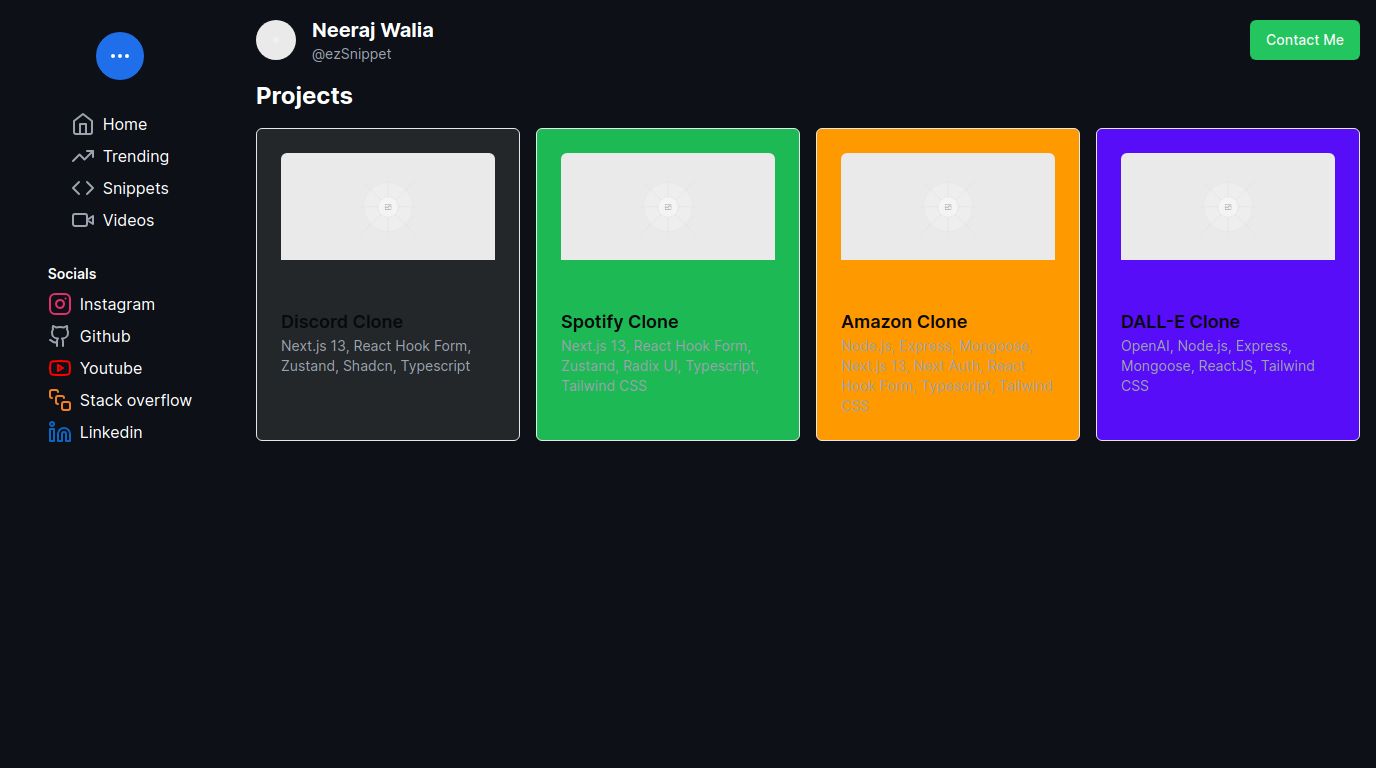 Neeraj Walia
@ezSnippet
Contact Me
Home
Trending
Snippets
Videos
Socials
Instagram
Github
Youtube
Stack overflow
Linkedin
Projects
Discord Clone
Next.js 13, React Hook Form,
Zustand, Shadcn, Typescript
Spotify Clone
Next.js 13, React Hook Form,
Zustand, Radix UI, Typescript,
Tailwind CSS
Amazon Clone
Node.js, Express, Mongoose,
Next.js 13, Next Auth, React
Hook Form, Typescript, Tailwind
CSS
DALL-E Clone
OpenAI, Node.js, Express,
Mongoose, ReactJS, Tailwind
CSS